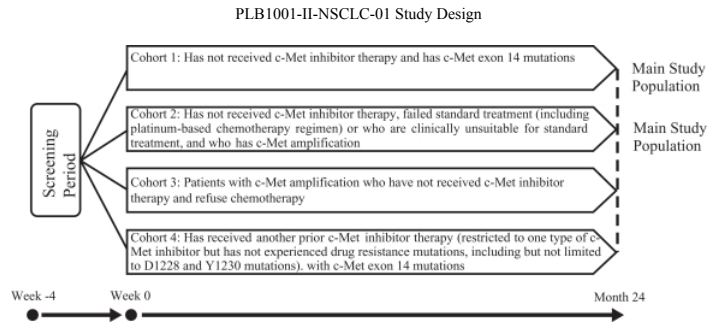 PLB1001-II-NSCLC-01 Study Design
Cohort 1: Has not received c-Met inhibitor therapy and has c-Met exon 14 mutations
Main Study
Population
Cohort 2: Has not received c-Met inhibitor therapy, failed standard treatment (including
platinum-based chemotherapy regimen) or who are clinically unsuitable for standard
treatment, and who has c-Met amplification
Main Study
Population
Screening
Period
Cohort 3: Patients with c-Met amplification who have not received c-Met inhibitor
therapy and refuse chemotherapy
Cohort 4: Has received another prior c-Met inhibitor therapy (restricted to one type of c-
Met inhibitor but has not experienced drug resistance mutations, including but not limited
to D1228 and Y1230 mutations). with c-Met exon 14 mutations
Week -4
Week 0
Month 24